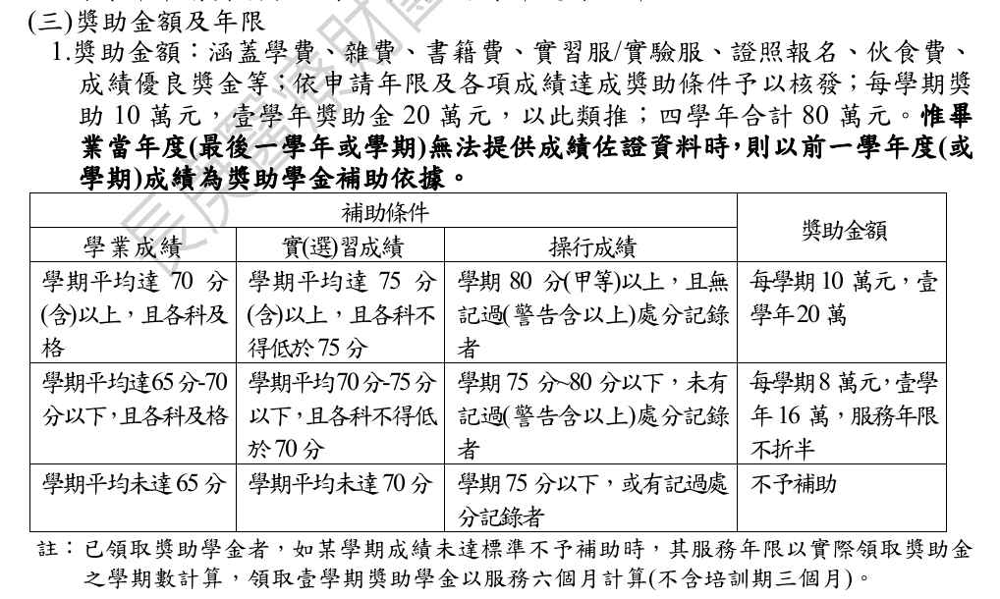 (三)獎助金額及年限
1.獎助金額：涵蓋學費、雜費、書籍費、實習服/實驗服、證照報名、伙食費、
成績優良獎金等；依申請年限及各項成績達成獎助條件予以核發；每學期獎
助 10 萬元，壹學年獎助金 20 萬元，以此類推；四學年合計 80 萬元。惟畢
業當年度(最後一學年或學期)無法提供成績佐證資料時，則以前一學年度(或
學期)成績為獎助學金補助依據。
補助條件
獎助金額
學業成績
實(選)習成績
操行成績
學期平均達 70 分
(含)以上，且各科及
格
學期平均達 75 分
(含)以上，且各科不
得低於 75 分
學期 80 分(甲等)以上，且無
記過(警告含以上)處分記錄
者
每學期 10 萬元，壹
學年20 萬
學期平均達65分-70
分以下，且各科及格
學期平均70分-75分
以下，且各科不得低
於 70 分
學期 75 分~80 分以下，未有
記過(警告含以上)處分記錄
者
每學期 8 萬元，壹學
年 16 萬，服務年限
不折半
學期平均未達 65 分
學期平均未達 70 分
學期 75 分以下，或有記過處
分記錄者
不予補助
註：已領取獎助學金者，如某學期成績未達標準不予補助時，其服務年限以實際領取獎助金
之學期數計算，領取壹學期獎助學金以服務六個月計算(不含培訓期三個月)。
長庚醫療財團